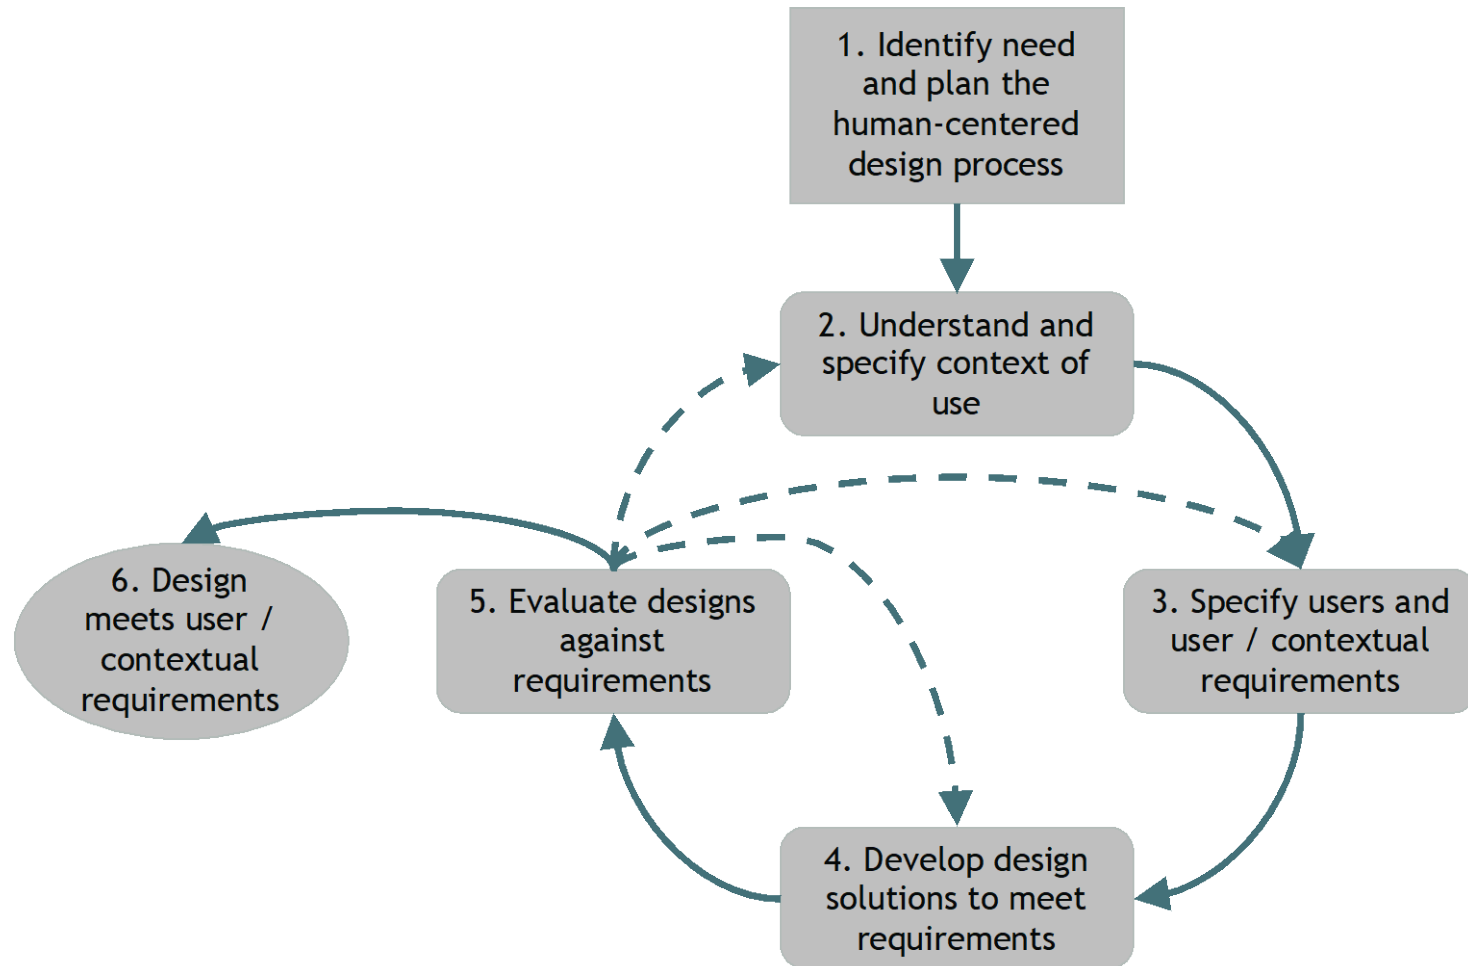 1. Identify need
and plan the
human-centered
design process
2. Understand and
specify context of
use
3. Specify users and
user / contextual
requirements
4. Develop design
solutions to meet
requirements
5. Evaluate designs
against
requirements
6. Design
meets user /
contextual
requirements